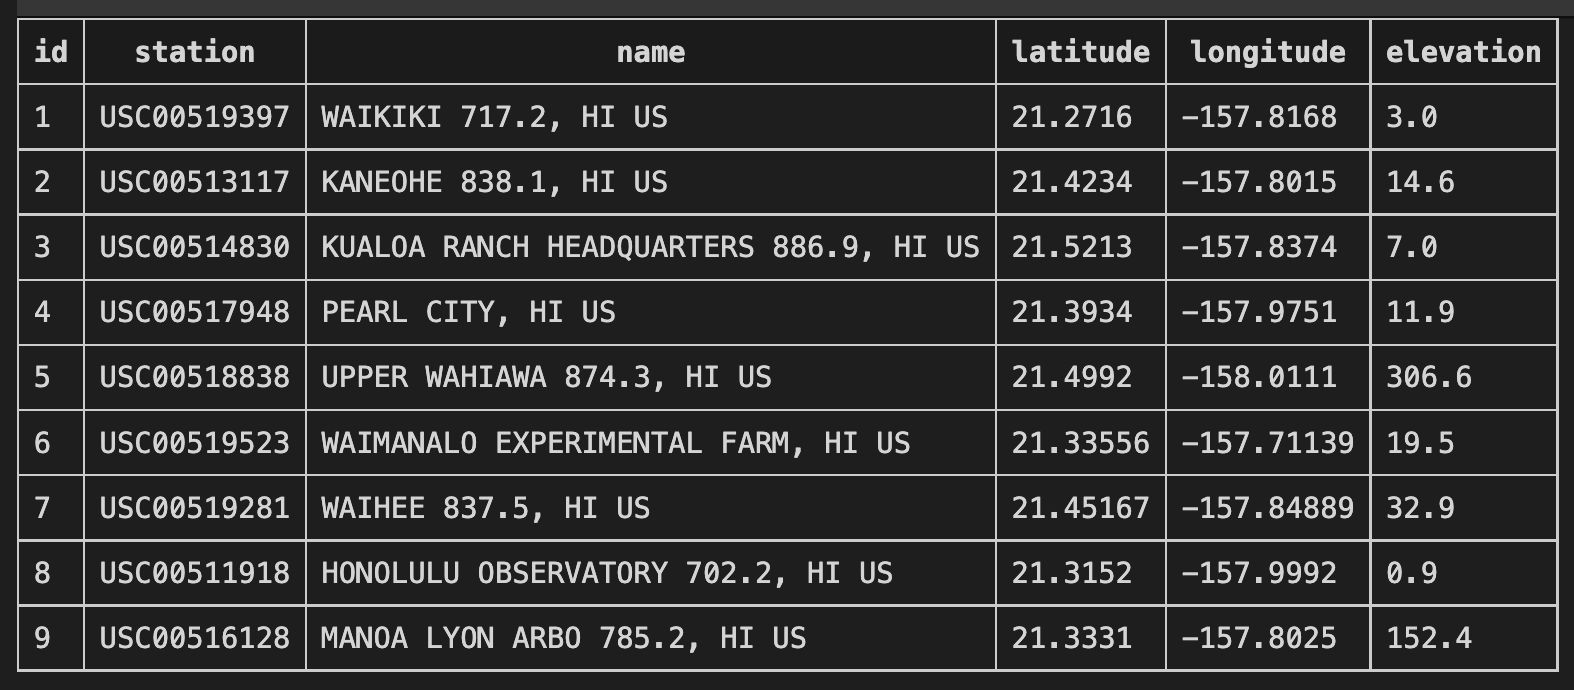 id station name latitude longitude elevation
1 USC00519397 WAIKIKI 717.2, HI US 21.2716 -157.8168 3.0
2 USC00513117 KANEOHE 838.1, HI US 21.4234 -157.8015 14.6
3 USC00514830 KUALOA RANCH HEADQUARTERS 886.9, HI US 21.5213 -157.8374 7.0
4 USC00517948 PEARL CITY, HI US 21.3934 -157.9751 11.9
5 USC00518838 UPPER WAHIAWA 874.3, HI US 21.4992 -158.0111 306.6
6 USC00519523 WAIMANALO EXPERIMENTAL FARM, HI US 21.33556 -157.71139 19.5
7 USC00519281 WAIHEE 837.5, HI US 21.45167 -157.84889 32.9
8 USC00511918 HONOLULU OBSERVATORY 702.2, HI US 21.3152 -157.9992 0.9
9 USC00516128 MANOA LYON ARBO 785.2, HI US 21.3331 -157.8025 152.4